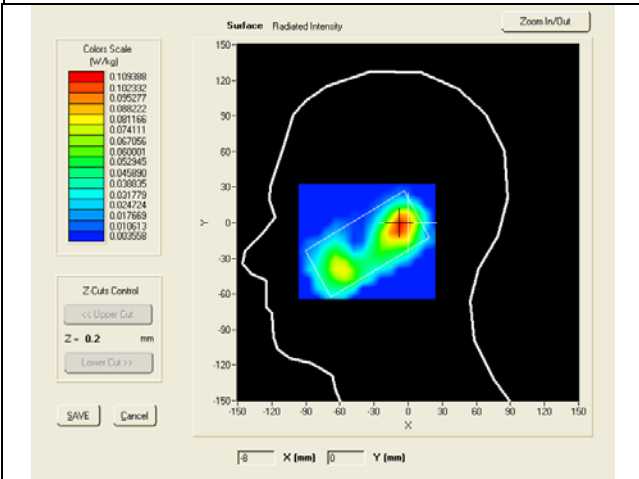 Surface Radiated Intensity
Zoom In/Out
Colors Scale
(W/kg)
0.109388
0.102332
0.095277
0.088222
0.081166
0.074111
0.067056
0.060001
0.052945
0.045890
0.038835
0.031779
0.024724
0.017669
0.010613
0.003558
150-
120-
90-
60-
30-
0-
-30-
-60-
-90-
-120-
-150-
Y
-150 -120 -90 -60 -30 0 30 60 90 120 150
X
Z-Cuts Control
<< Upper Cut
Z = 0.2 mm
Lower Cut >>
SAVE Cancel
-8 X (mm) 0 Y (mm)